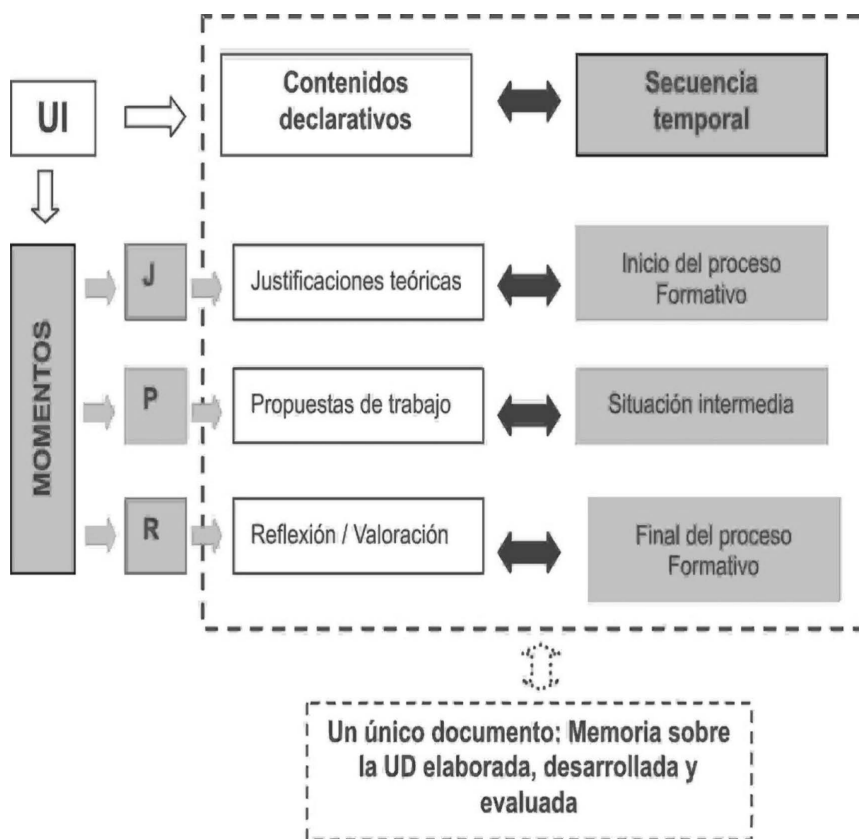 UI
Contenidos
declarativos
Secuencia
temporal
MOMENTOS
J
Justificaciones teóricas
Inicio del proceso
Formativo
P
Propuestas de trabajo
Situación intermedia
R
Reflexión / Valoración
Final del proceso
Formativo
Un único documento: Memoria sobre
la UD elaborada, desarrollada y
evaluada